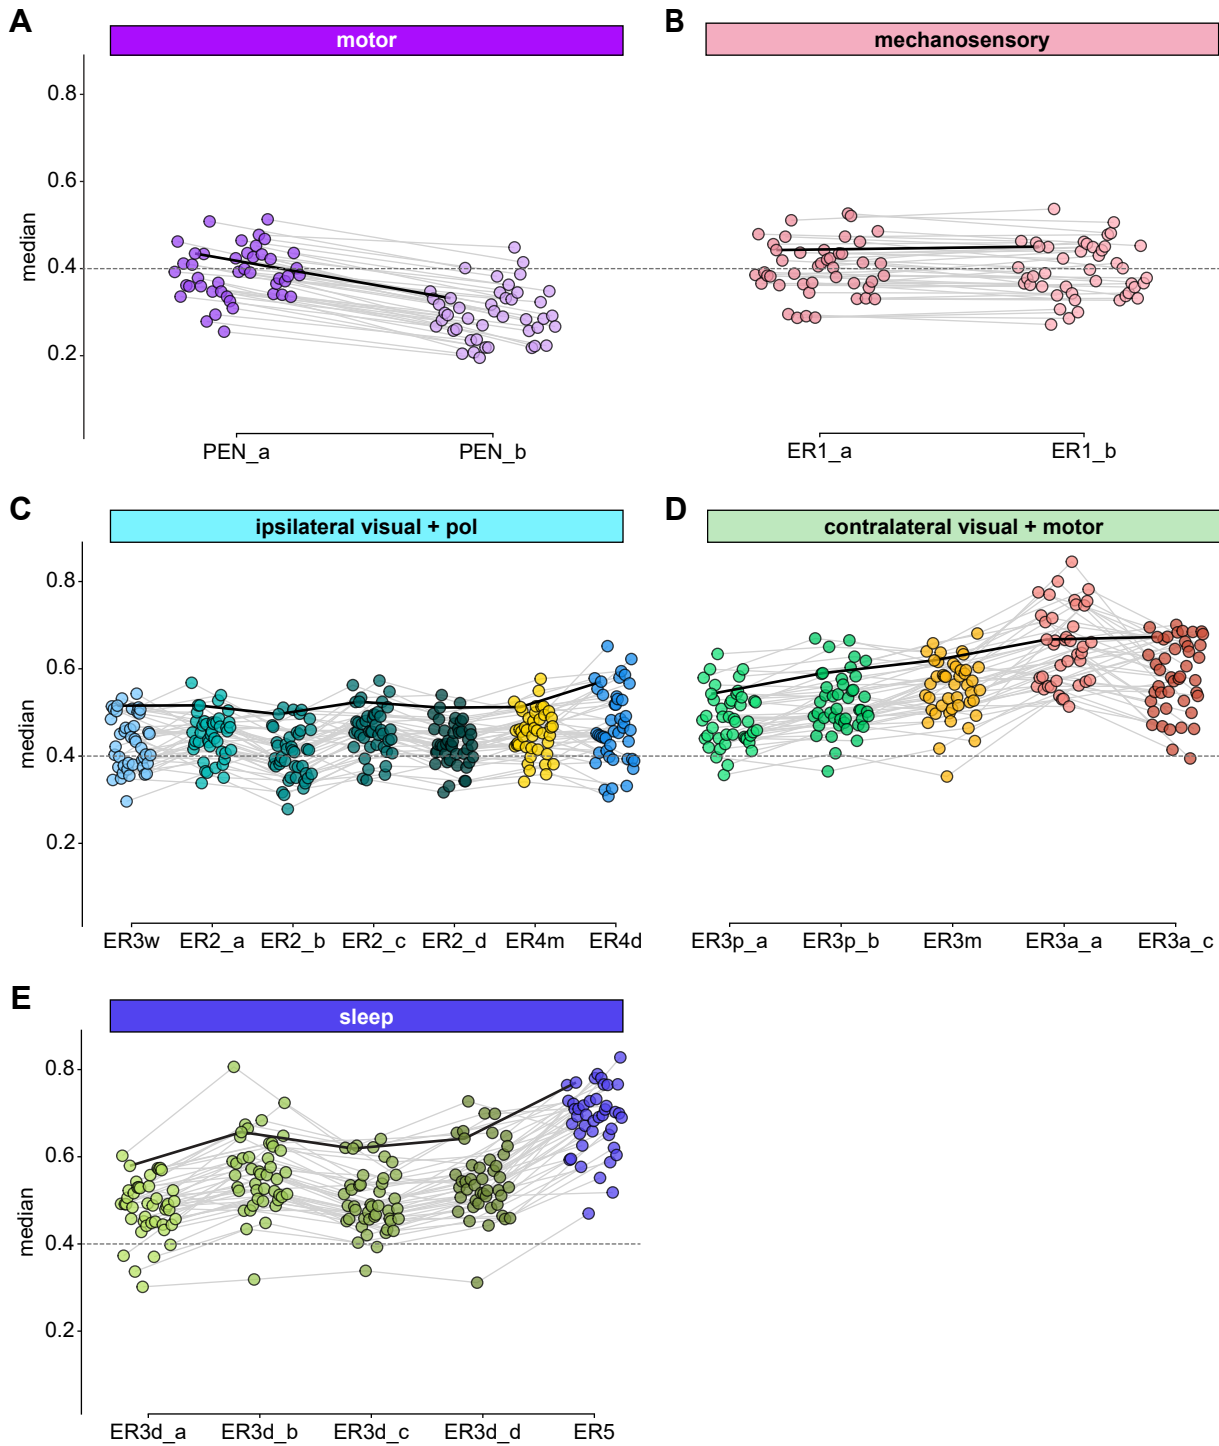 A
motor
0.8
0.6
0.4
0.2
median
PEN_a PEN_b
B
mechanosensory
ER1_a ER1_b
C
ipsilateral visual + pol
0.8
0.6
0.4
0.2
median
ER3w ER2_a ER2_b ER2_c ER2_d ER4m ER4d
D
contralateral visual + motor
ER3p_a ER3p_b ER3m ER3a_a ER3a_c
E
sleep
0.8
0.6
0.4
0.2
median
ER3d_a ER3d_b ER3d_c ER3d_d ER5